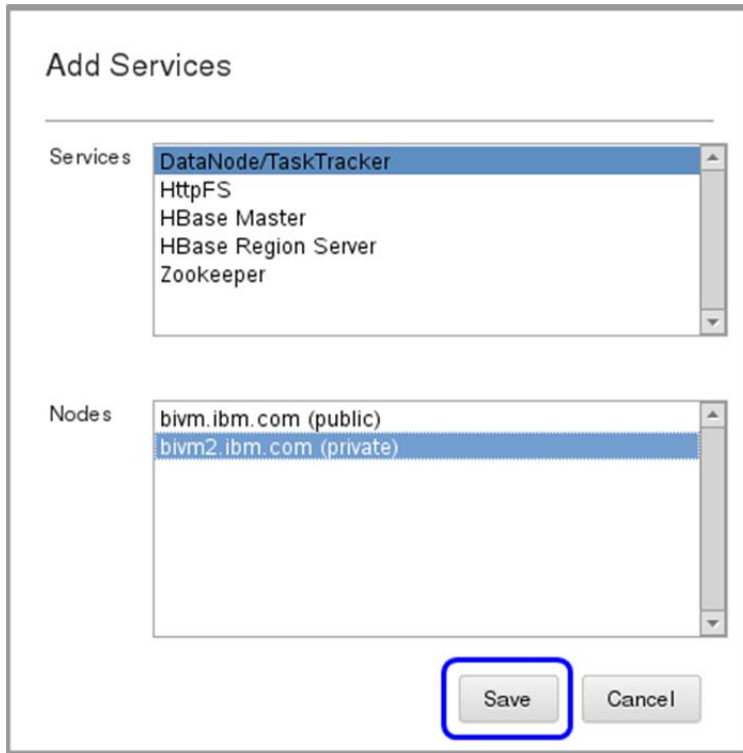 Add Services
Services
DataNode/TaskTracker
HttpFS
HBase Master
HBase Region Server
Zookeeper
Nodes
bivm.ibm.com (public)
bivm2.ibm.com (private)
Save
Cancel